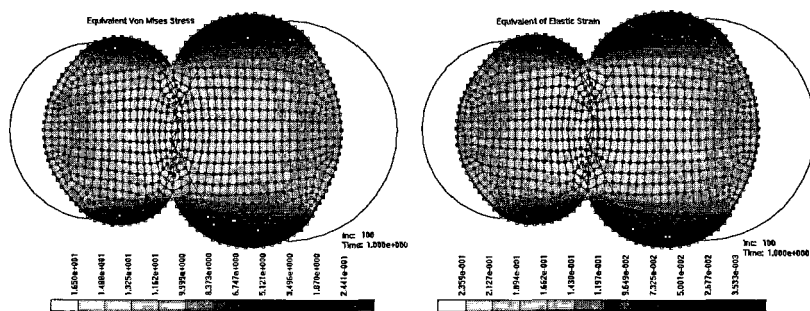 Equivalent Von Mises Stress
Equivalent of Elastic Strain
Inc: 100
Time: 1.000e+000
Inc: 100
Time: 1.000e+000
1.650e+001
1.488e+001
1.325e+001
1.162e+001
9.999e+000
8.373e+000
6.747e+000
5.121e+000
3.496e+000
1.870e+000
2.441e-001
2.359e-001
2.127e-001
1.894e-001
1.662e-001
1.430e-001
1.197e-001
9.649e-002
7.325e-002
5.001e-002
2.677e-002
3.533e-003